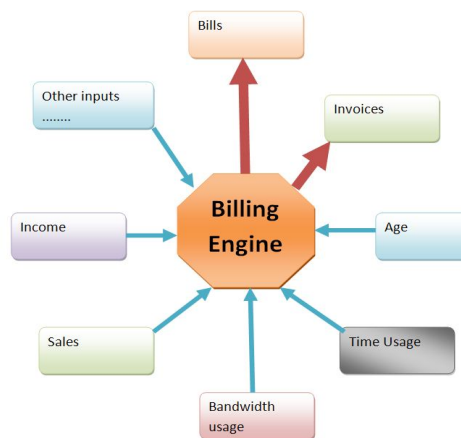 Bills
Other inputs
........
Invoices
Billing
Engine
Income
Age
Sales
Time Usage
Bandwidth
usage